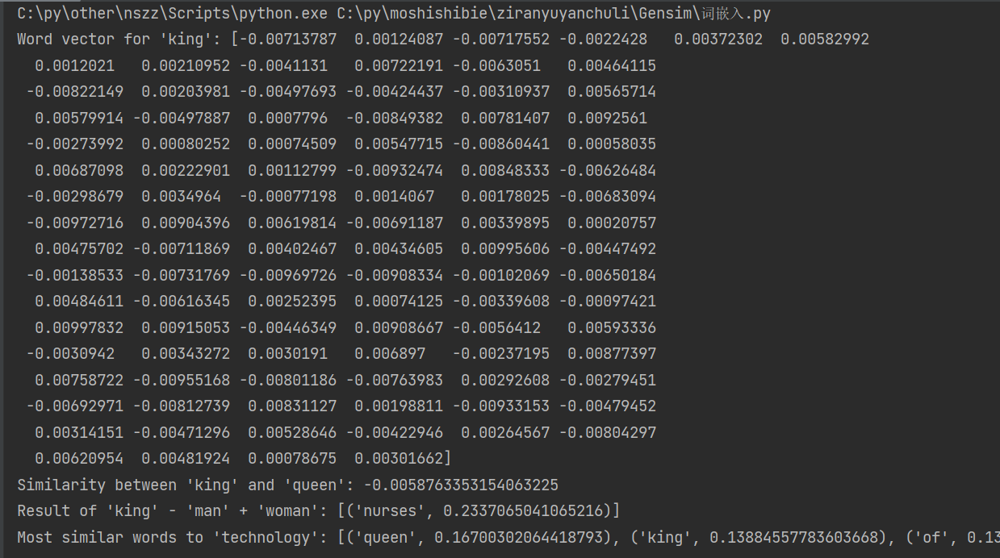 C:\py\other\nszz\Scripts\python.exe C:\py\moshishibie\ziranyuyanchuli\Gensim\词嵌入.py
Word vector for 'king': [-0.00713787  0.00124087 -0.00717552 -0.0022428   0.00372302  0.00582992
  0.0012021   0.00210952 -0.0041131   0.00722191 -0.0063051   0.00464115
 -0.00822149  0.00203981 -0.00497693 -0.00424437 -0.00310937  0.00565714
  0.00579914 -0.00497887  0.0007796  -0.00849382  0.00781407  0.0092561
 -0.00273992  0.00080252  0.00074509  0.00547715 -0.00860441  0.00058035
  0.00687098  0.00222901  0.00112799 -0.00932474  0.00848333 -0.00626484
 -0.00298679  0.0034964  -0.00077198  0.0014067   0.00178025 -0.00683094
 -0.00972716  0.00904396  0.00619814 -0.00691187  0.00339895  0.00020757
  0.00475702 -0.00711869  0.00402467  0.00434605  0.00995606 -0.00447492
 -0.00138533 -0.00731769 -0.00969726 -0.00908334 -0.00102069 -0.00650184
  0.00484611 -0.00616345  0.00252395  0.00074125 -0.00339608 -0.00097421
  0.00997832  0.00915053 -0.00446349  0.00908667 -0.0056412   0.00593336
 -0.0030942   0.00343272  0.0030191   0.006897   -0.00237195  0.00877397
  0.00758722 -0.00955168 -0.00801186 -0.00763983  0.00292608 -0.00279451
 -0.00692971 -0.00812739  0.00831127  0.00198811 -0.00933153 -0.00479452
  0.00314151 -0.00471296  0.00528646 -0.00422946  0.00264567 -0.00804297
  0.00620954  0.00481924  0.00078675  0.00301662]
Similarity between 'king' and 'queen': -0.0058763353154063225
Result of 'king' - 'man' + 'woman': [('nurses', 0.2337065041065216)]
Most similar words to 'technology': [('queen', 0.16700302064418793), ('king', 0.13884557783603668), ('of', 0.13